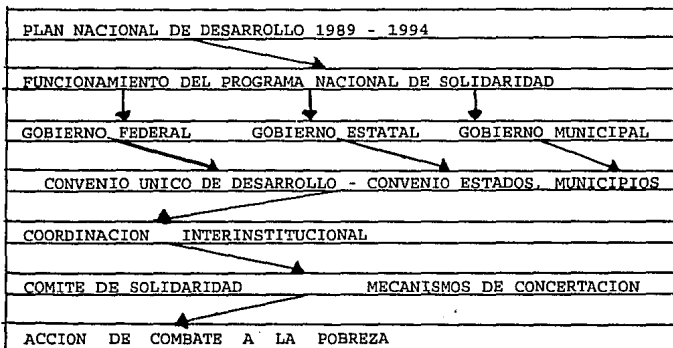 PLAN NACIONAL DE DESARROLLO 1989 - 1994
FUNCIONAMIENTO DEL PROGRAMA NACIONAL DE SOLIDARIDAD
GOBIERNO FEDERAL GOBIERNO ESTATAL GOBIERNO MUNICIPAL
CONVENIO UNICO DE DESARROLLO - CONVENIO ESTADOS, MUNICIPIOS
COORDINACION INTERINSTITUCIONAL
COMITE DE SOLIDARIDAD MECANISMOS DE CONCERTACION
ACCION DE COMBATE A LA POBREZA